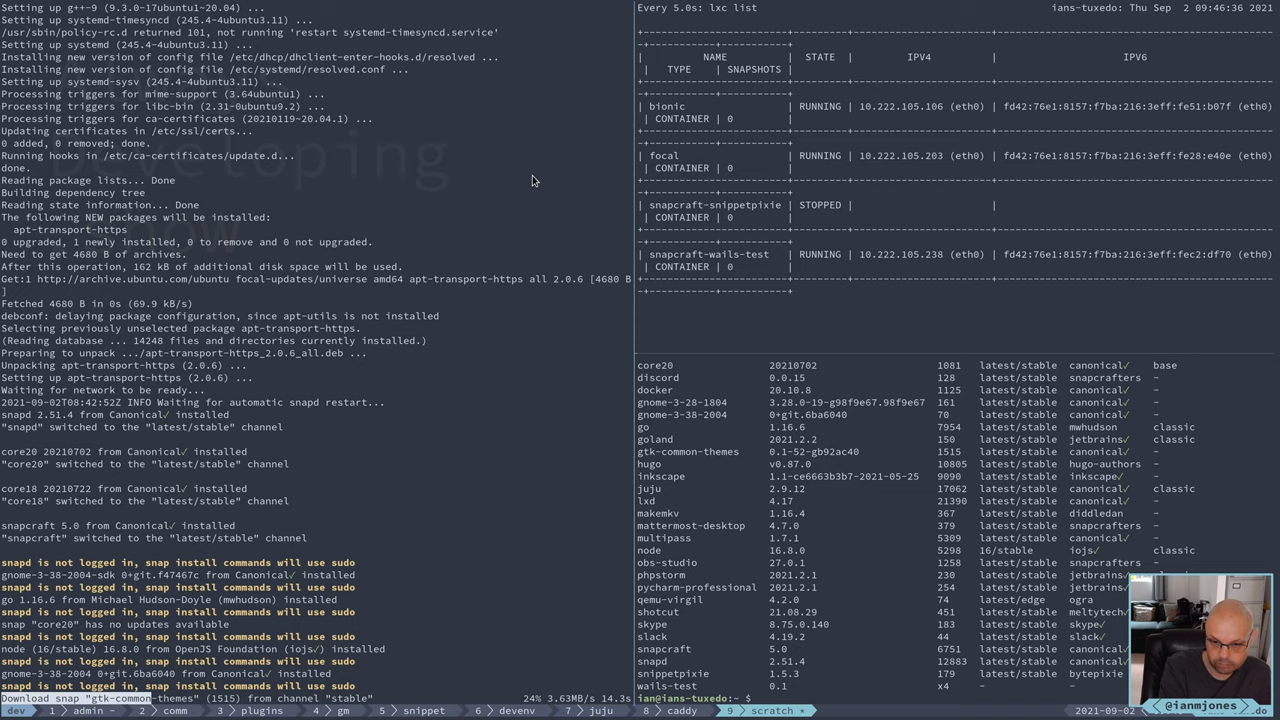 Setting up g++-9 (9.3.0-17ubuntu1~20.04) ...
Setting up systemd-timesyncd (245.4-4ubuntu3.11) ...
/usr/sbin/policy-rc.d returned 101, not running 'restart systemd-timesyncd.service'
Setting up systemd (245.4-4ubuntu3.11) ...
Installing new version of config file /etc/dhcp/dhclient-enter-hooks.d/resolved ...
Installing new version of config file /etc/systemd/resolved.conf ...
Setting up systemd-sysv (245.4-4ubuntu3.11) ...
Processing triggers for mime-support (3.64ubuntu1) ...
Processing triggers for libc-bin (2.31-0ubuntu9.2) ...
Processing triggers for ca-certificates (20210119~20.04.1) ...
Updating certificates in /etc/ssl/certs...
0 added, 0 removed; done.
Running hooks in /etc/ca-certificates/update.d...
done.
Reading package lists... Done
Building dependency tree
Reading state information... Done
The following NEW packages will be installed:
apt-transport-https
0 upgraded, 1 newly installed, 0 to remove and 0 not upgraded.
Need to get 4680 B of archives.
After this operation, 162 kB of additional disk space will be used.
Get:1 http://archive.ubuntu.com/ubuntu focal-updates/universe amd64 apt-transport-https all 2.0.6 [4680 B
]
Fetched 4680 B in 0s (69.9 kB/s)
debconf: delaying package configuration, since apt-utils is not installed
Selecting previously unselected package apt-transport-https.
(Reading database ... 14248 files and directories currently installed.)
Preparing to unpack .../apt-transport-https_2.0.6_all.deb ...
Unpacking apt-transport-https (2.0.6) ...
Setting up apt-transport-https (2.0.6) ...
Waiting for network to be ready...
2021-09-02T08:42:52Z INFO Waiting for automatic snapd restart...
snapd 2.51.4 from Canonical✓ installed
"snapd" switched to the "latest/stable" channel
core20 20210702 from Canonical✓ installed
"core20" switched to the "latest/stable" channel
core18 20210722 from Canonical✓ installed
"core18" switched to the "latest/stable" channel
snapcraft 5.0 from Canonical✓ installed
"snapcraft" switched to the "latest/stable" channel
snapd is not logged in, snap install commands will use sudo
gnome-3-38-2004-sdk 0+git.f47467c from Canonical✓ installed
snapd is not logged in, snap install commands will use sudo
go 1.16.6 from Michael Hudson-Doyle (mwhudson) installed
snapd is not logged in, snap install commands will use sudo
snap "core20" has no updates available
snapd is not logged in, snap install commands will use sudo
node (16/stable) 16.8.0 from OpenJS Foundation (iojs✓) installed
snapd is not logged in, snap install commands will use sudo
gnome-3-38-2004 0+git.6ba6040 from Canonical✓ installed
snapd is not logged in, snap install commands will use sudo
Download snap "gtk-common-themes" (1515) from channel "stable" 24% 3.63MB/s 14.3s
Developing
now
Every 5.0s: lxc list ians-tuxedo: Thu Sep 2 09:46:36 2021
| NAME | STATE | IPV4 | IPV6
| TYPE | SNAPSHOTS |
| bionic | RUNNING | 10.222.105.106 (eth0) | fd42:76e1:8157:f7ba:216:3eff:fe51:b07f (eth0)
| CONTAINER | 0 |
| focal | RUNNING | 10.222.105.203 (eth0) | fd42:76e1:8157:f7ba:216:3eff:fe28:e40e (eth0)
| CONTAINER | 0 |
| snapcraft-snippetpixie | STOPPED | |
| CONTAINER | 0 |
| snapcraft-wails-test | RUNNING | 10.222.105.238 (eth0) | fd42:76e1:8157:f7ba:216:3eff:fec2:df70 (eth0)
| CONTAINER | 0 |
core20 20210702 1081 latest/stable canonical✓ base
discord 0.0.15 128 latest/stable snapcrafters -
docker 20.10.8 1125 latest/stable canonical✓ -
gnome-3-28-1804 3.28.0-19-g98f9e67.98f9e67 161 latest/stable canonical✓ -
gnome-3-38-2004 0+git.6ba6040 70 latest/stable canonical✓ -
go 1.16.6 7954 latest/stable mwhudson classic
goland 2021.2.2 150 latest/stable jetbrains✓ classic
gtk-common-themes 0.1-52-gb92ac40 1515 latest/stable canonical✓ -
hugo v0.87.0 10805 latest/stable hugo-authors -
inkscape 1.1-ce6663b3b7-2021-05-25 9090 latest/stable inkscape✓ -
juju 2.9.12 17062 latest/stable canonical✓ classic
lxd 4.17 21390 latest/stable canonical✓ -
makemkv 1.16.4 367 latest/stable diddledan -
mattermost-desktop 4.7.0 379 latest/stable snapcrafters -
multipass 1.7.1 5309 latest/stable canonical✓ -
node 16.8.0 5298 16/stable iojs✓ classic
obs-studio 27.0.1 1258 latest/stable snapcrafters -
phpstorm 2021.2.1 230 latest/stable jetbrains✓
pycharm-professional 2021.2.1 254 latest/stable jetbrains✓
qemu-virgil 4.2.0 74 latest/edge ogra
shotcut 21.08.29 451 latest/stable meltytech✓
skype 8.75.0.140 183 latest/stable skype✓
slack 4.19.2 44 latest/stable slack✓
snapcraft 5.0 6751 latest/stable canonical✓
snapd 2.51.4 12883 latest/stable canonical✓
snippetpixie 1.5.3 157 latest/stable bytepixie
wails-test 0.1 x4 - -
ian@ians-tuxedo:~ $
dev 1 admin - 2 comm 3 plugins 4 gm 5 snippet 6 devenv 7 juju 8 caddy 9 scratch * 2021-09-02
@ianmjones